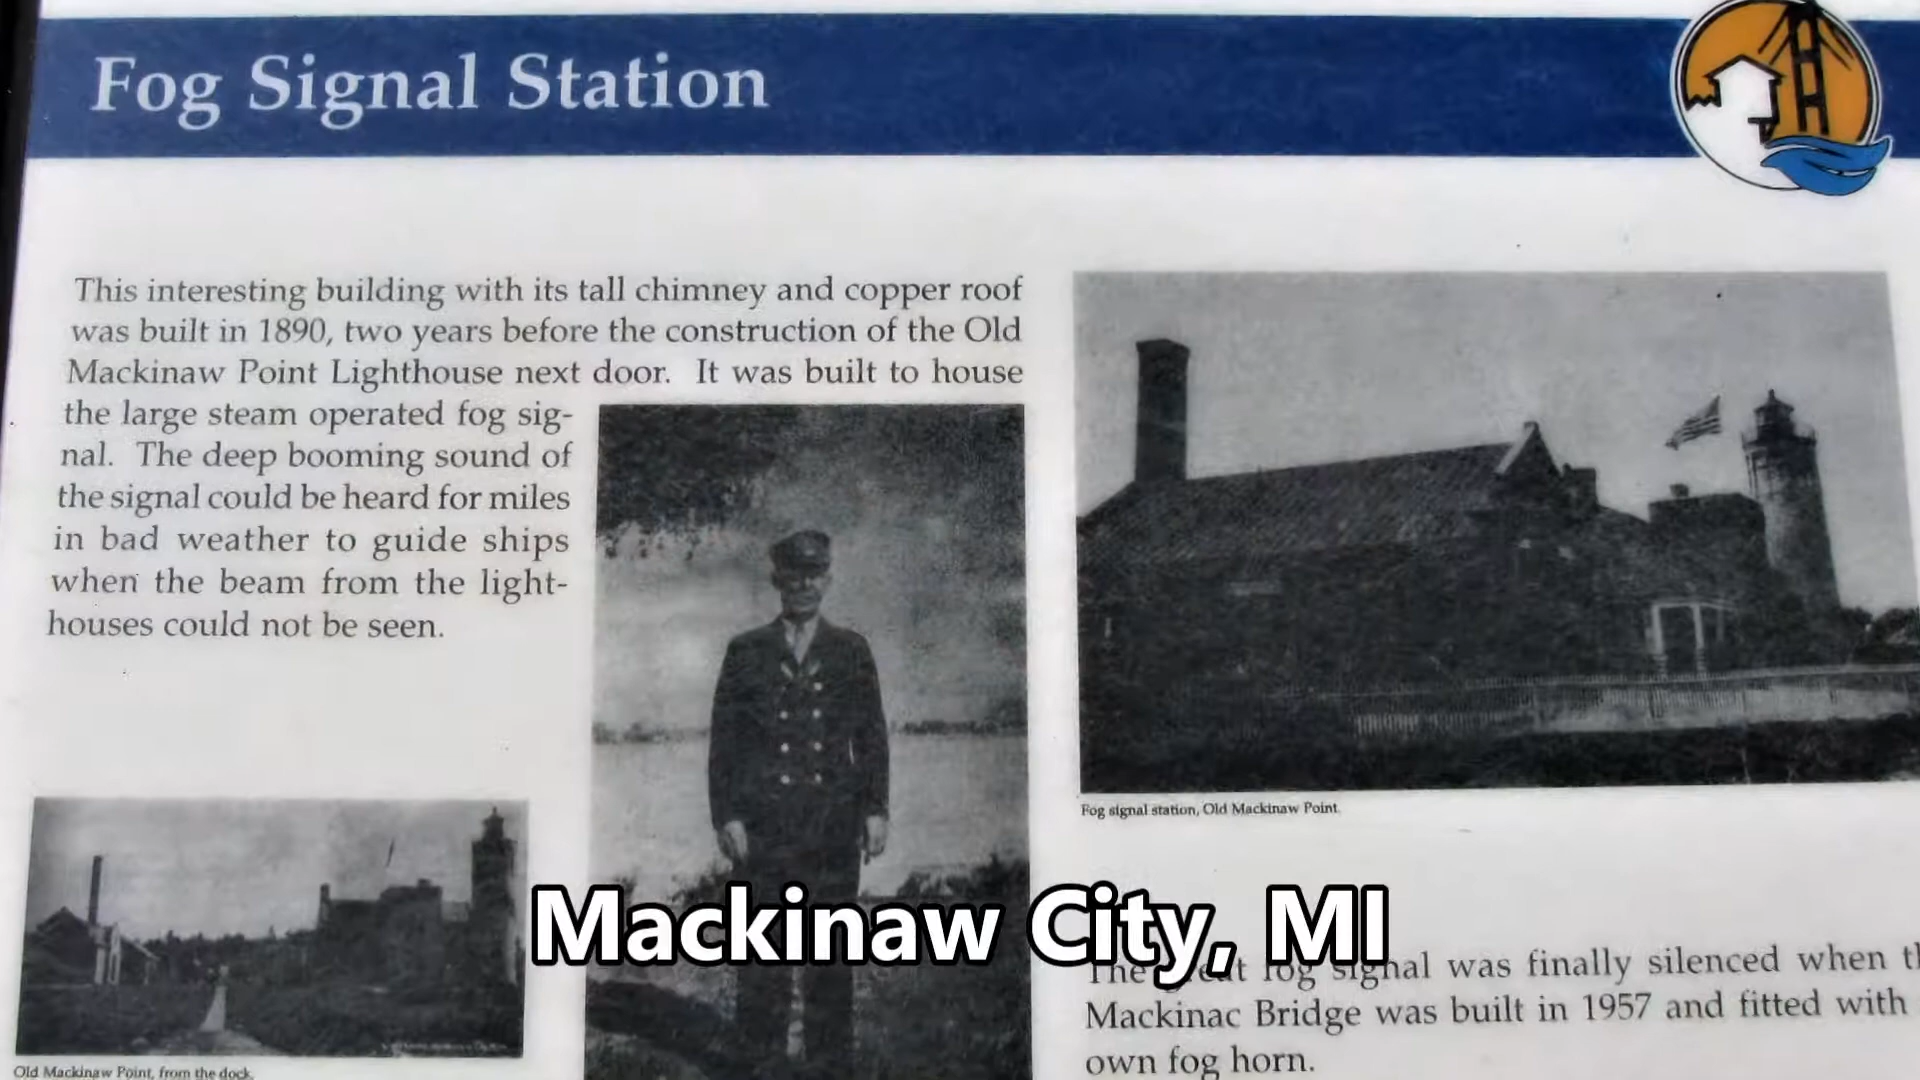 Fog Signal Station
This interesting building with its tall chimney and copper roof
was built in 1890, two years before the construction of the Old
Mackinaw Point Lighthouse next door. It was built to house
the large steam operated fog sig-
nal. The deep booming sound of
the signal could be heard for miles
in bad weather to guide ships
when the beam from the light-
houses could not be seen.
Old Mackinaw Point, from the dock.
Fog signal station, Old Mackinaw Point.
The great fog signal was finally silenced when
Mackinac Bridge was built in 1957 and fitted with
own fog horn.
Mackinaw City, MI